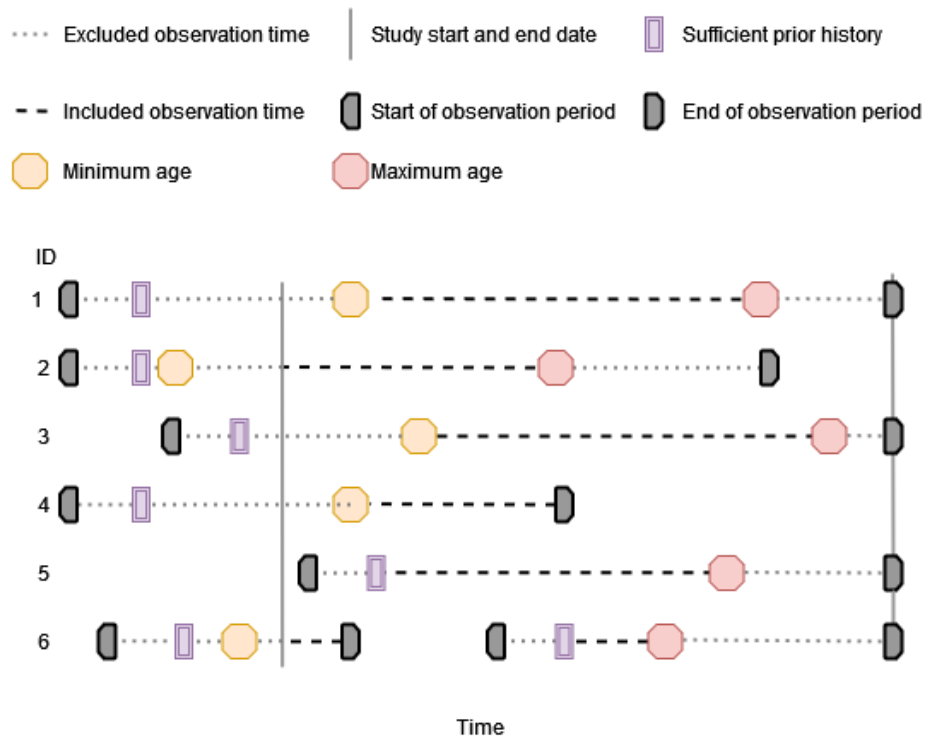 Excluded observation time
Study start and end date
Sufficient prior history
Included observation time
Start of observation period
End of observation period
Minimum age
Maximum age
ID
1
2
3
4
5
6
Time